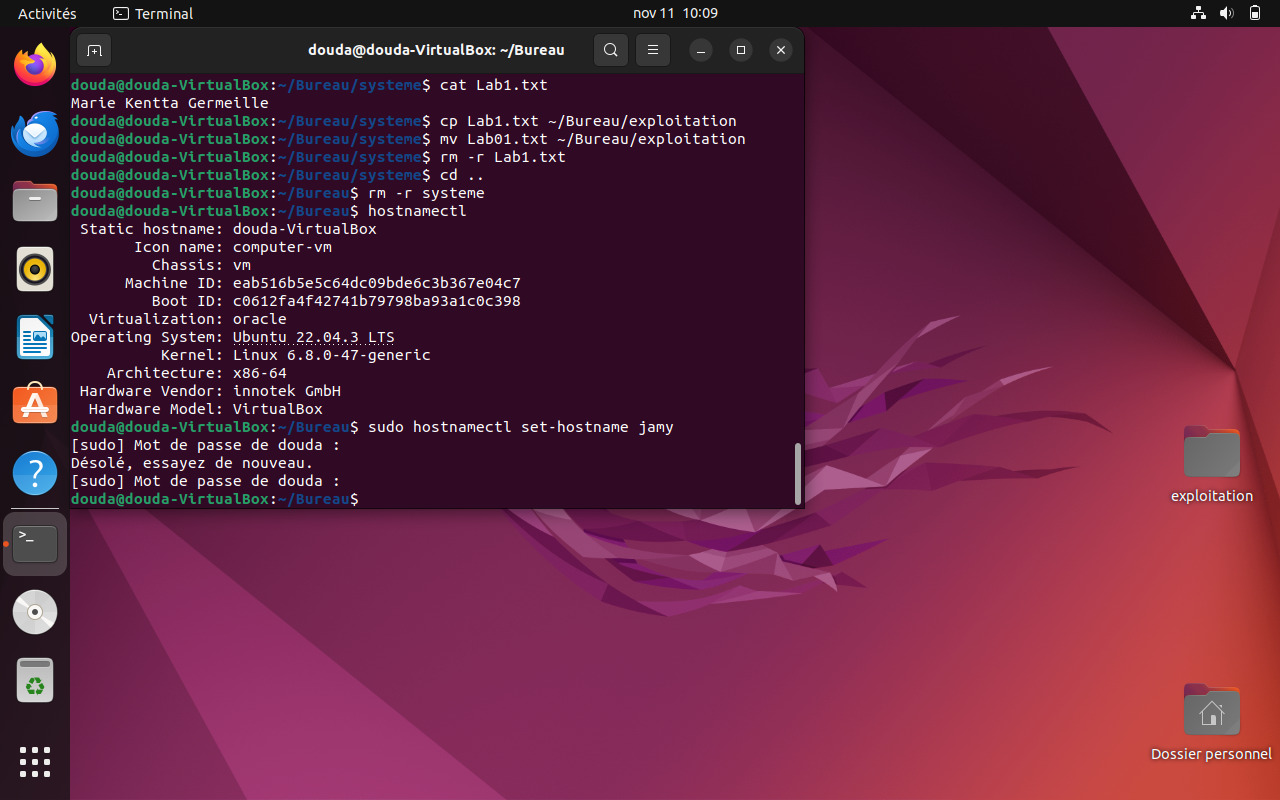 Activités
Terminal
nov 11 10:09
douda@douda-VirtualBox: ~/Bureau
douda@douda-VirtualBox:~/Bureau/systeme$ cat Lab1.txt
Marie Kentta Germeille
douda@douda-VirtualBox:~/Bureau/systeme$ cp Lab1.txt ~/Bureau/exploitation
douda@douda-VirtualBox:~/Bureau/systeme$ mv Lab01.txt ~/Bureau/exploitation
douda@douda-VirtualBox:~/Bureau/systeme$ rm -r Lab1.txt
douda@douda-VirtualBox:~/Bureau/systeme$ cd ..
douda@douda-VirtualBox:~/Bureau$ rm -r systeme
douda@douda-VirtualBox:~/Bureau$ hostnamectl
Static hostname: douda-VirtualBox
Icon name: computer-vm
Chassis: vm
Machine ID: eab516b5e5c64dc09bde6c3b367e04c7
Boot ID: c0612fa4f42741b79798ba93a1c0c398
Virtualization: oracle
Operating System: Ubuntu 22.04.3 LTS
Kernel: Linux 6.8.0-47-generic
Architecture: x86-64
Hardware Vendor: innotek GmbH
Hardware Model: VirtualBox
douda@douda-VirtualBox:~/Bureau$ sudo hostnamectl set-hostname jamy
[sudo] Mot de passe de douda :
Désolé, essayez de nouveau.
[sudo] Mot de passe de douda :
douda@douda-VirtualBox:~/Bureau$
exploitation
Dossier personnel